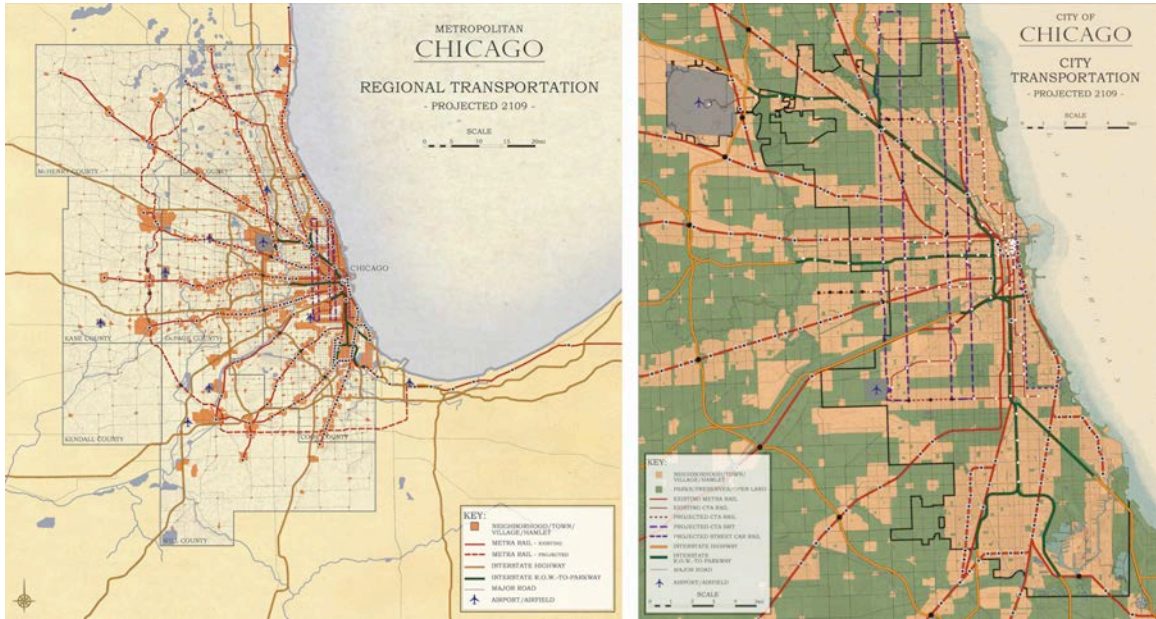 METROPOLITAN
CHICAGO
REGIONAL TRANSPORTATION
- PROJECTED 2109 -
SCALE
McHENRY COUNTY
LAKE COUNTY
CHICAGO
KANE COUNTY
DuPAGE COUNTY
KENDALL COUNTY
COOK COUNTY
WILL COUNTY
KEY:
NEIGHBORHOOD/TOWN/
VILLAGE/HAMLET
METRA RAIL - EXISTING
METRA RAIL - PROJECTED
INTERSTATE HIGHWAY
INTERSTATE R.O.W.-TO-PARKWAY
MAJOR ROAD
AIRPORT/AIRFIELD
CITY OF
CHICAGO
CITY
TRANSPORTATION
- PROJECTED 2109 -
SCALE
LAKE MICHIGAN
KEY:
NEIGHBORHOOD/TOWN/
VILLAGE/HAMLET
PARKS/PRESERVES/OPEN LAND
EXISTING METRA RAIL
EXISTING CTA RAIL
PROJECTED CTA RAIL
PROJECTED CTA BRT
PROJECTED STREET CAR RAIL
INTERSTATE HIGHWAY
INTERSTATE
R.O.W.-TO-PARKWAY
MAJOR ROAD
AIRPORT/AIRFIELD